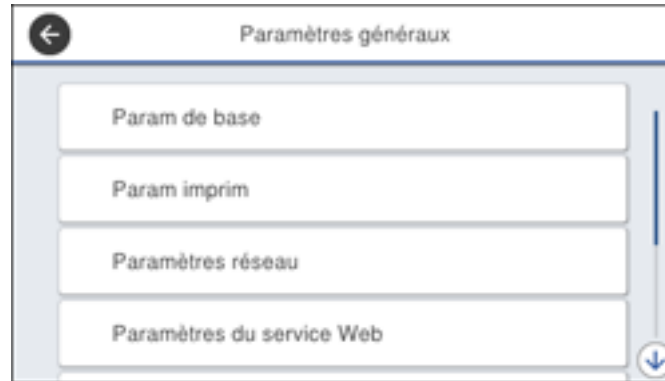 Paramètres généraux
Param de base
Param imprim
Paramètres réseau
Paramètres du service Web